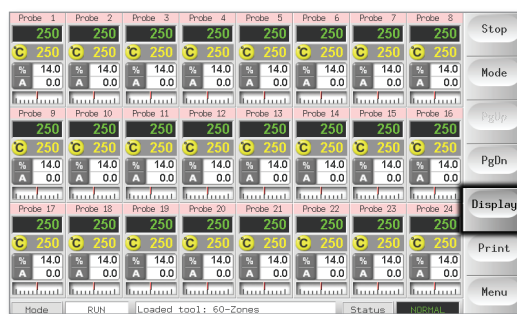 Probe 1 Probe 2 Probe 3 Probe 4 Probe 5 Probe 6 Probe 7 Probe 8
250 250 250 250 250 250 250 250
°C 250 °C 250 °C 250 °C 250 °C 250 °C 250 °C 250 °C 250
% 14.0 % 14.0 % 14.0 % 14.0 % 14.0 % 14.0 % 14.0 % 14.0
A 0.0 A 0.0 A 0.0 A 0.0 A 0.0 A 0.0 A 0.0 A 0.0
Probe 9 Probe 10 Probe 11 Probe 12 Probe 13 Probe 14 Probe 15 Probe 16
250 250 250 250 250 250 250 250
°C 250 °C 250 °C 250 °C 250 °C 250 °C 250 °C 250 °C 250
% 14.0 % 14.0 % 14.0 % 14.0 % 14.0 % 14.0 % 14.0 % 14.0
A 0.0 A 0.0 A 0.0 A 0.0 A 0.0 A 0.0 A 0.0 A 0.0
Probe 17 Probe 18 Probe 19 Probe 20 Probe 21 Probe 22 Probe 23 Probe 24
250 250 250 250 250 250 250 250
°C 250 °C 250 °C 250 °C 250 °C 250 °C 250 °C 250 °C 250
% 14.0 % 14.0 % 14.0 % 14.0 % 14.0 % 14.0 % 14.0 % 14.0
A 0.0 A 0.0 A 0.0 A 0.0 A 0.0 A 0.0 A 0.0 A 0.0
Mode RUN Loaded tool: 60-Zones Status NORMAL
Stop
Mode
PgUp
PgDn
Display
Print
Menu